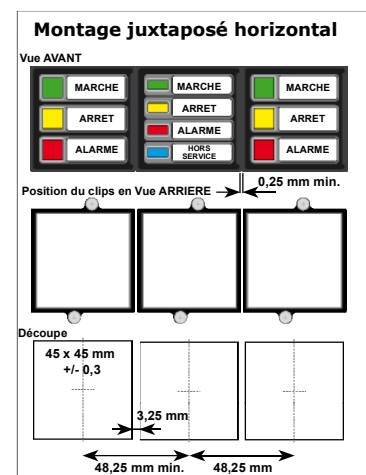 Montage juxtaposé horizontal
Vue AVANT
MARCHE
ARRET
ALARME
MARCHE
ARRET
ALARME
HORS
SERVICE
MARCHE
ARRET
ALARME
Position du clips en Vue ARRIERE
0,25 mm min.
Découpe
45 x 45 mm
+/- 0,3
3,25 mm
48,25 mm min.
48,25 mm